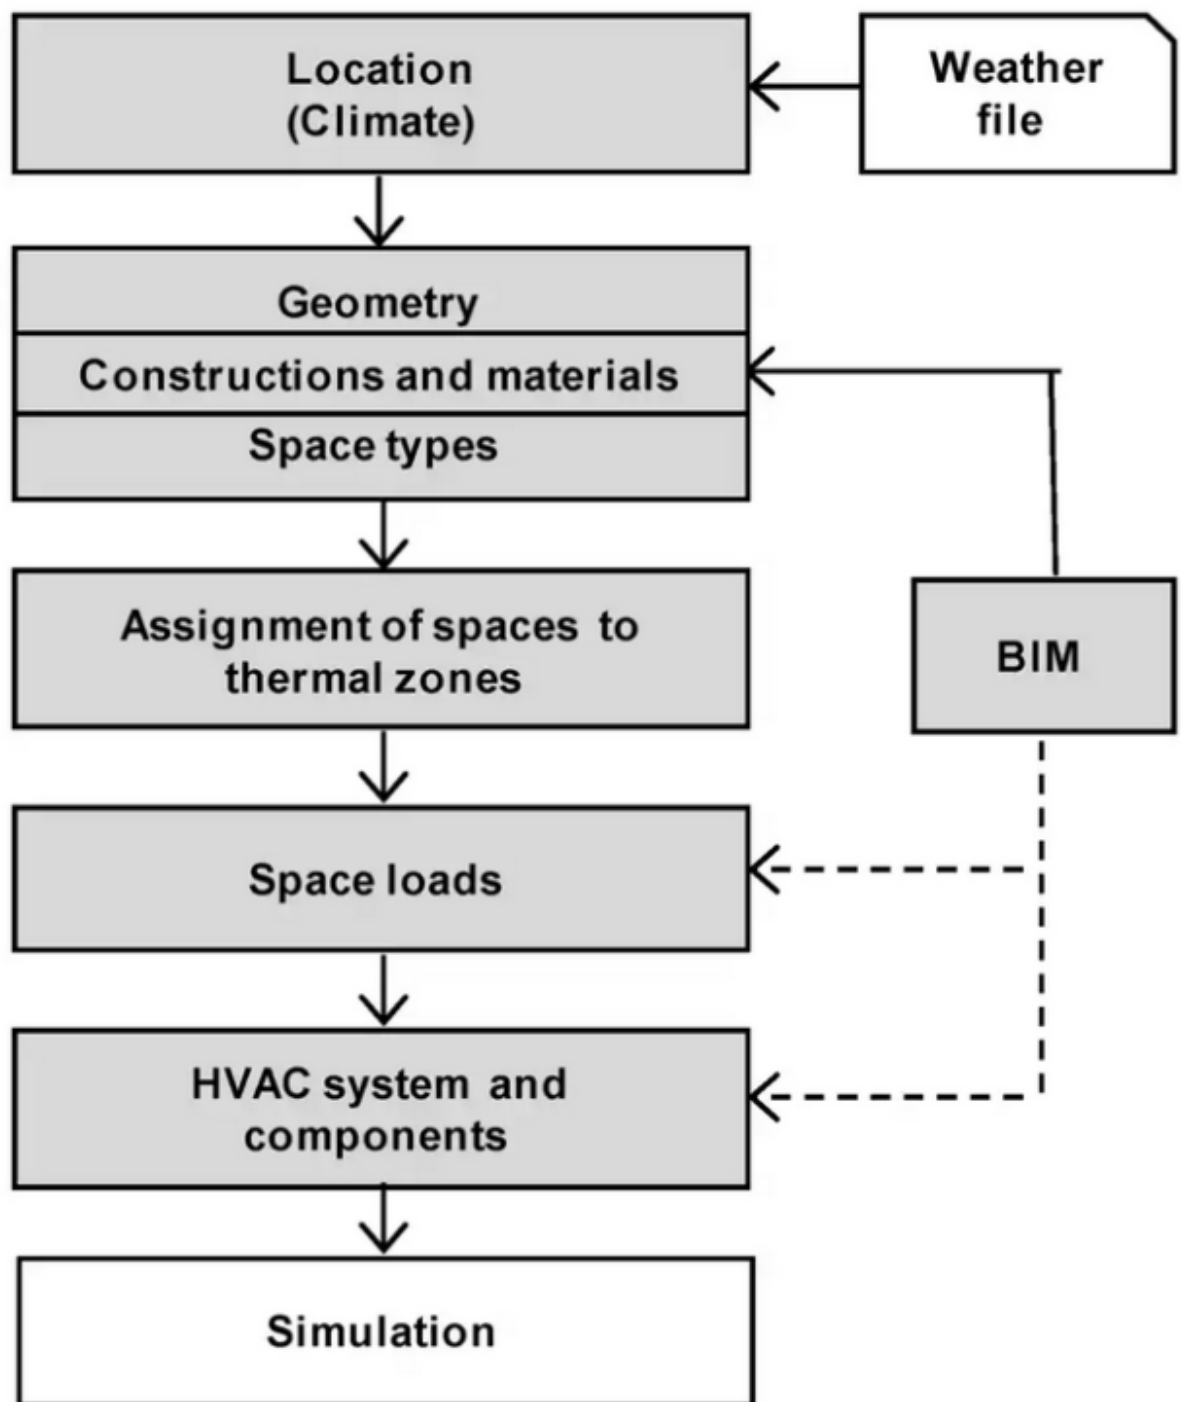 Location
(Climate)
Weather
file
Geometry
Constructions and materials
Space types
Assignment of spaces to
thermal zones
BIM
Space loads
HVAC system and
components
Simulation